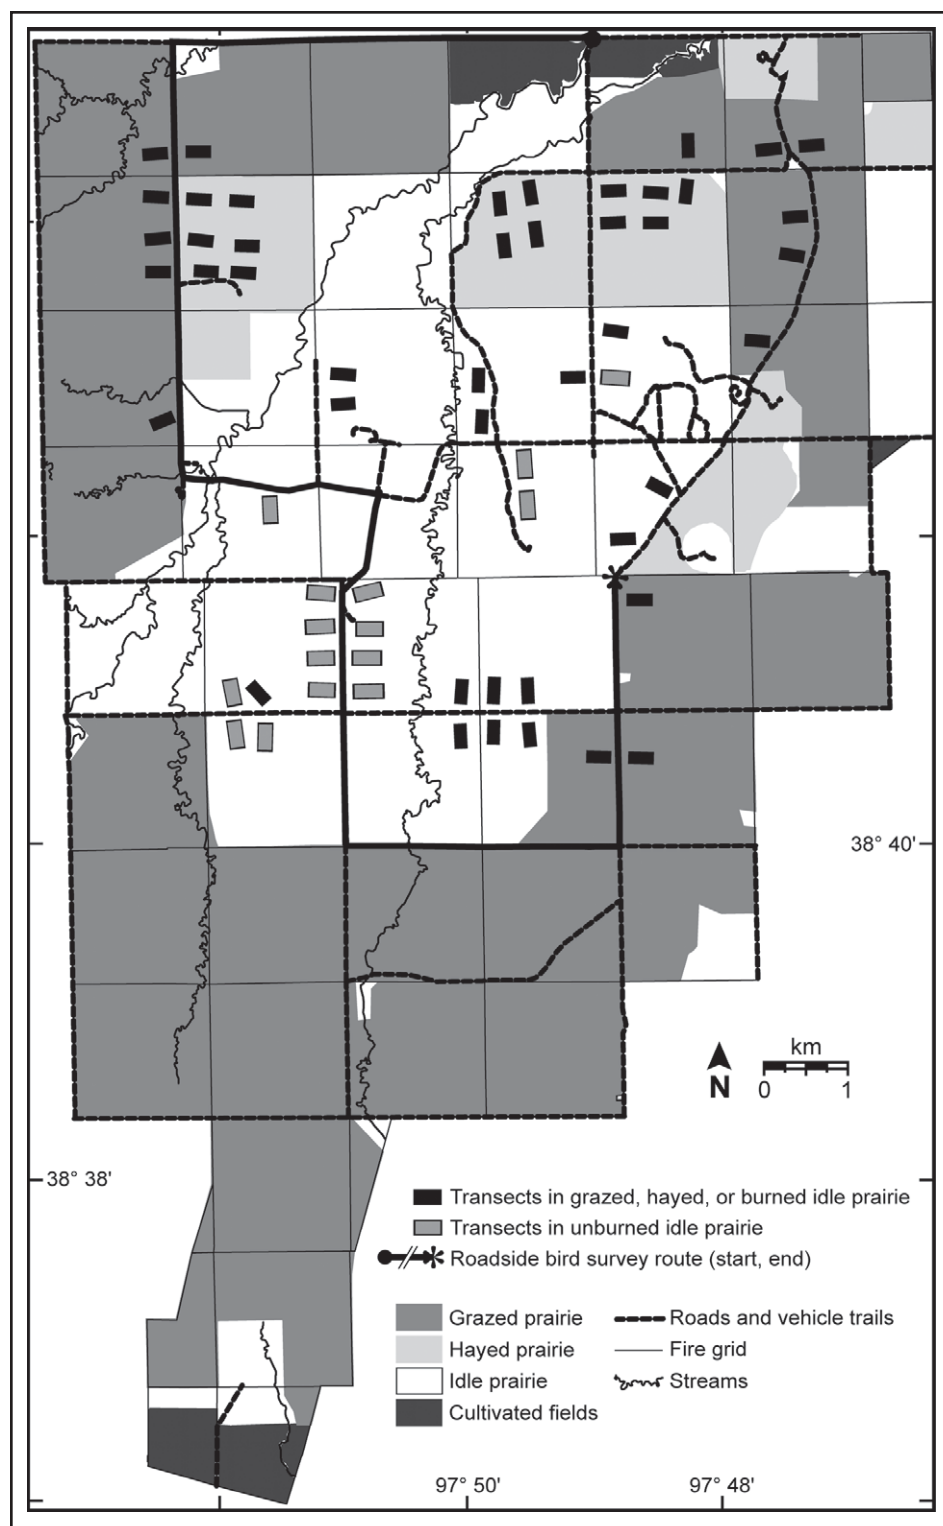 38° 40'
km
N
0
1
38° 38'
Transects in grazed, hayed, or burned idle prairie
Transects in unburned idle prairie
Roadside bird survey route (start, end)
Grazed prairie
Roads and vehicle trails
Hayed prairie
Fire grid
Idle prairie
Streams
Cultivated fields
97° 50'
97° 48'